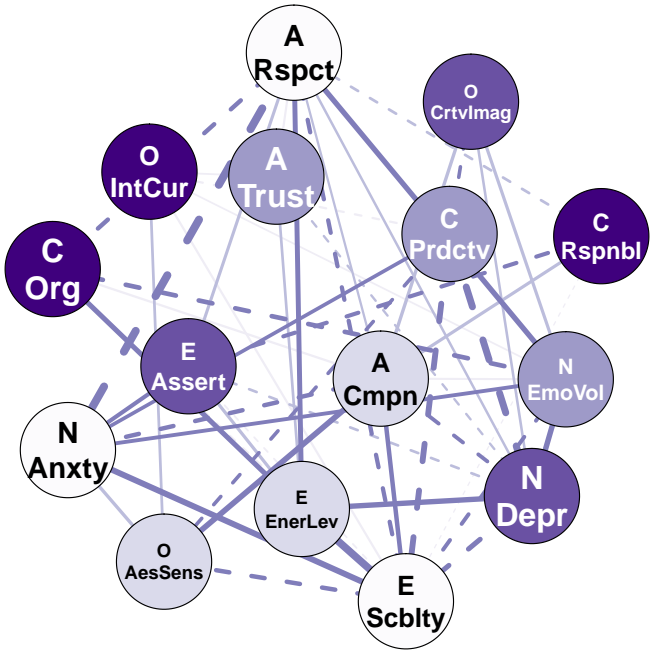 A
Rspct
O
CrtvImag
O
IntCur
A
Trust
C
Prdctv
C
Rspnbl
C
Org
E
Assert
A
Cmpn
N
EmoVol
N
Anxty
E
EnerLev
N
Depr
O
AesSens
E
Scblty